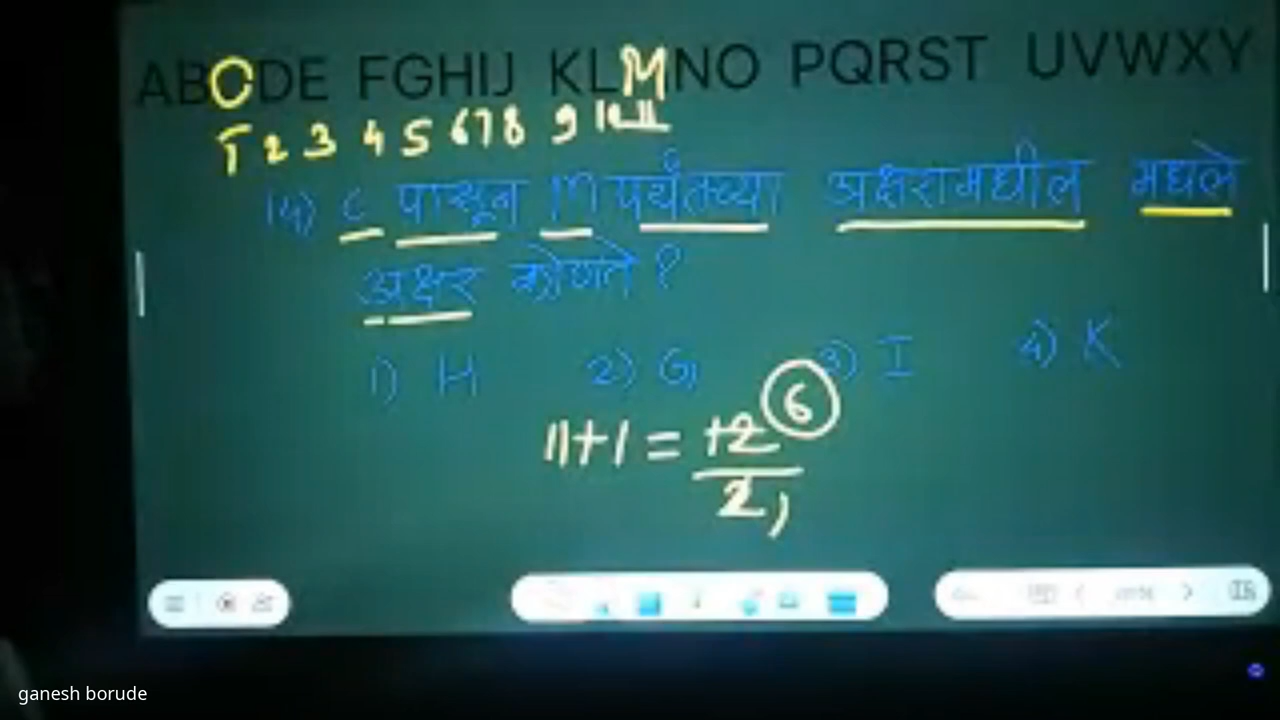 ABCDE FGHIJ KLMNO PQRST UVWXY
1 2 3 4 5 6 7 8 9 10 11
(14) C पासून M पर्यंतच्या अक्षरामधील मधले
अक्षर कोणते ?
1) H 2) G 3) I 4) K
11+1 = 12/2, 6
ganesh borude